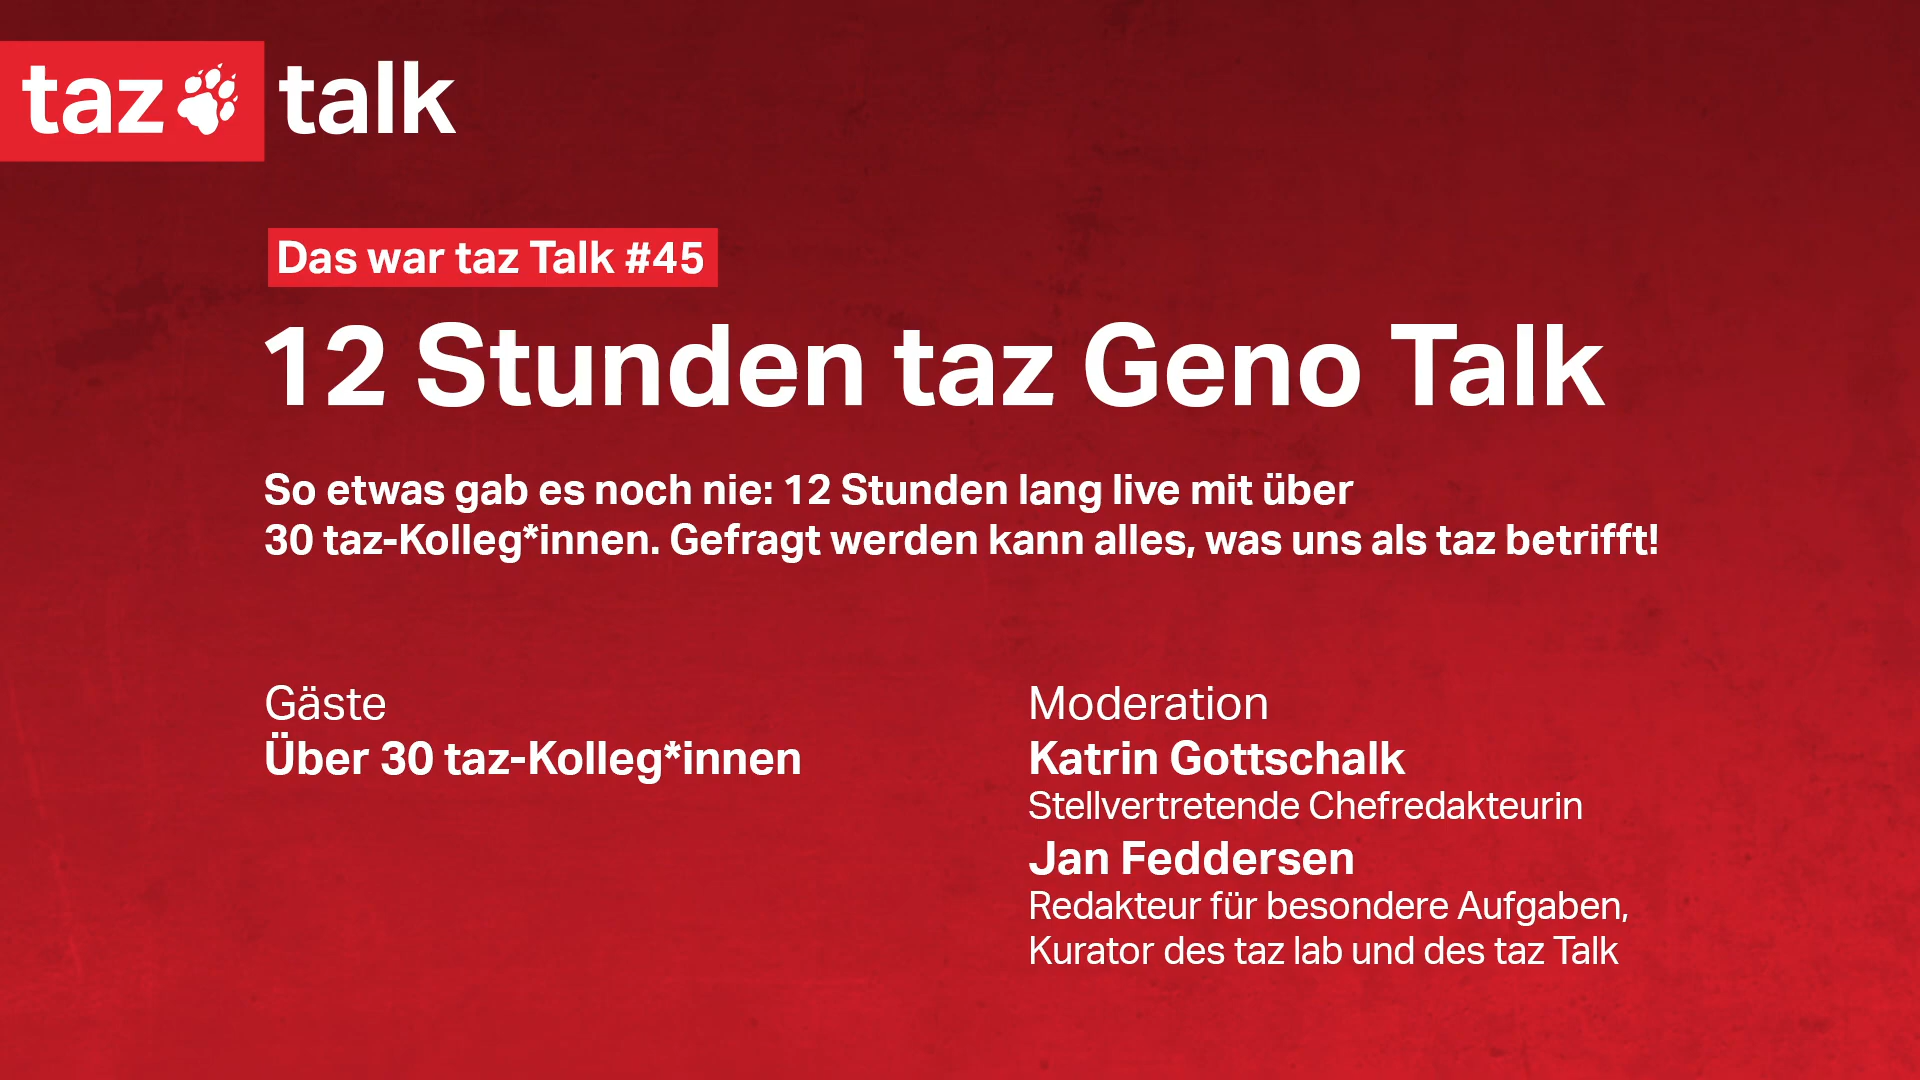 taz talk
Das war taz Talk #45
12 Stunden taz Geno Talk
So etwas gab es noch nie: 12 Stunden lang live mit über
30 taz-Kolleg*innen. Gefragt werden kann alles, was uns als taz betrifft!
Gäste
Über 30 taz-Kolleg*innen
Moderation
Katrin Gottschalk
Stellvertretende Chefredakteurin
Jan Feddersen
Redakteur für besondere Aufgaben,
Kurator des taz lab und des taz Talk